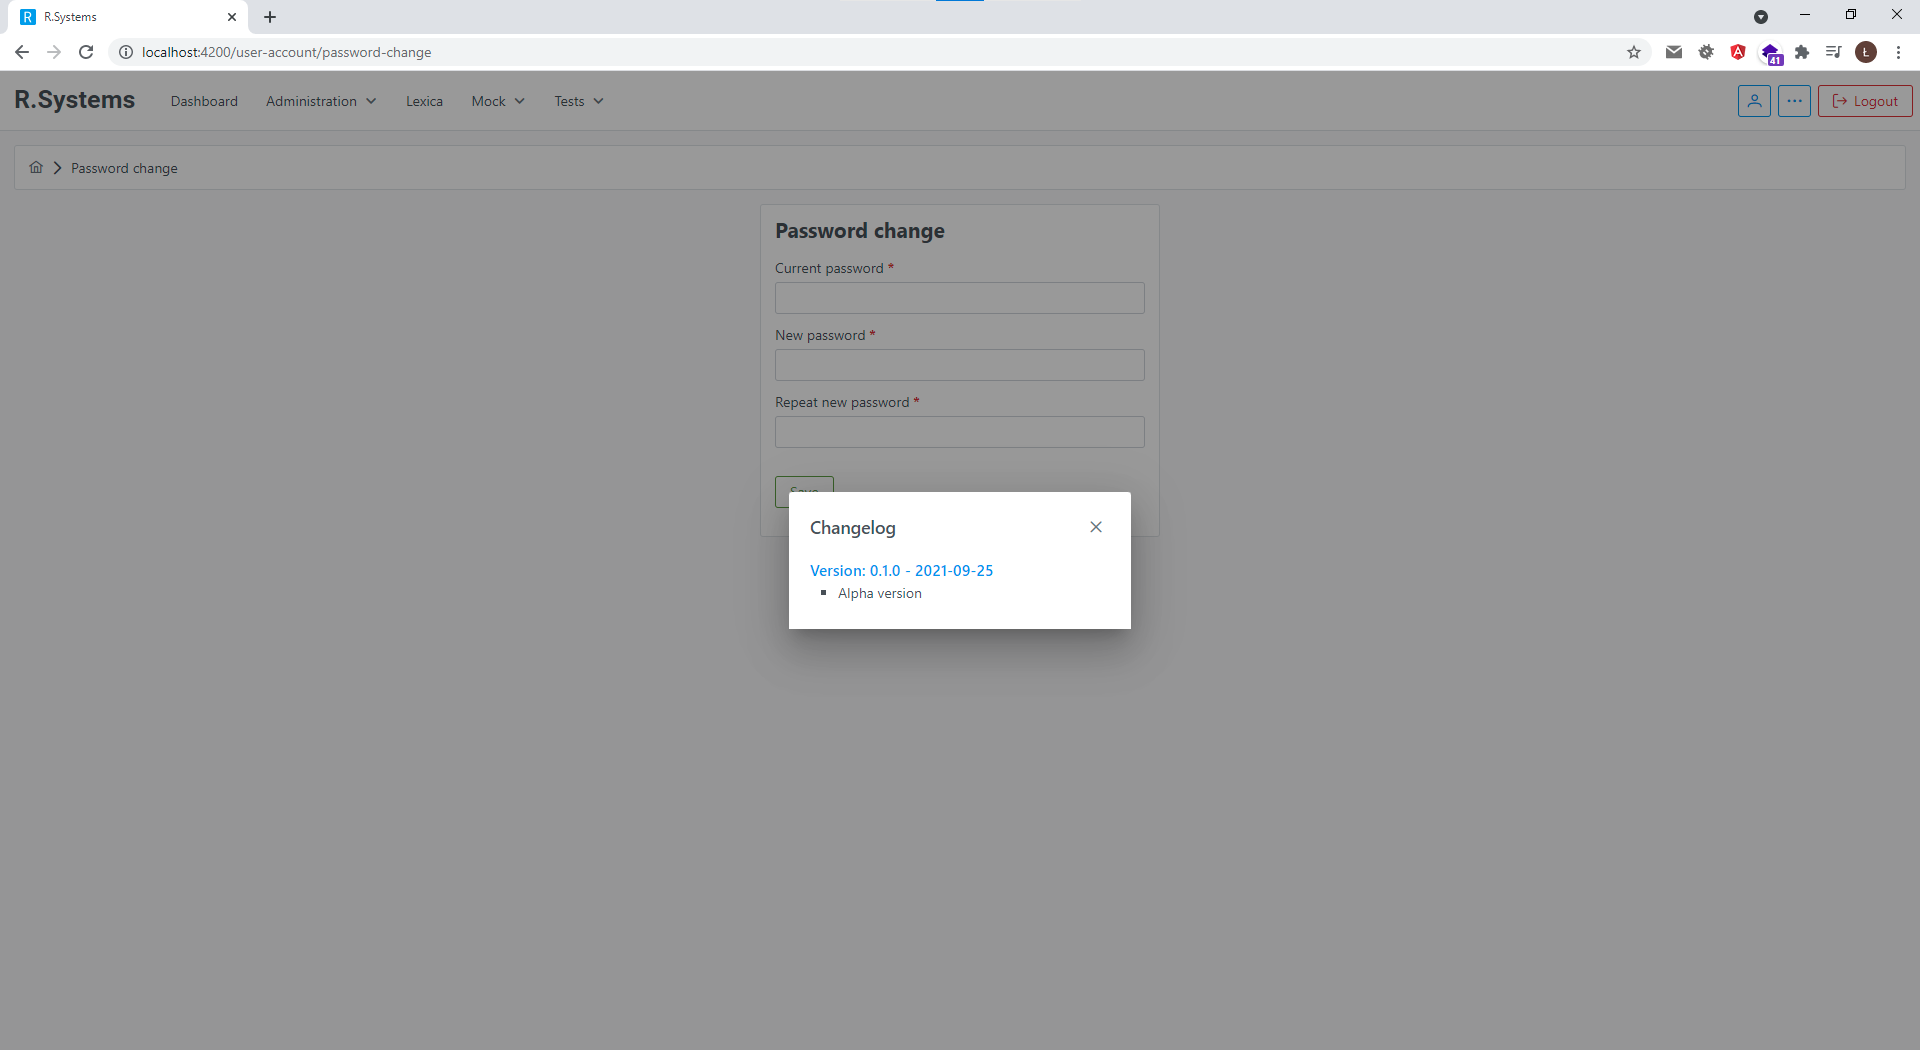 R.Systems
localhost:4200/user-account/password-change
41
Ł
R.Systems Dashboard Administration Lexica Mock Tests Logout
Password change
Password change
Current password *
New password *
Repeat new password *
Save
Changelog
Version: 0.1.0 - 2021-09-25
▪ Alpha version